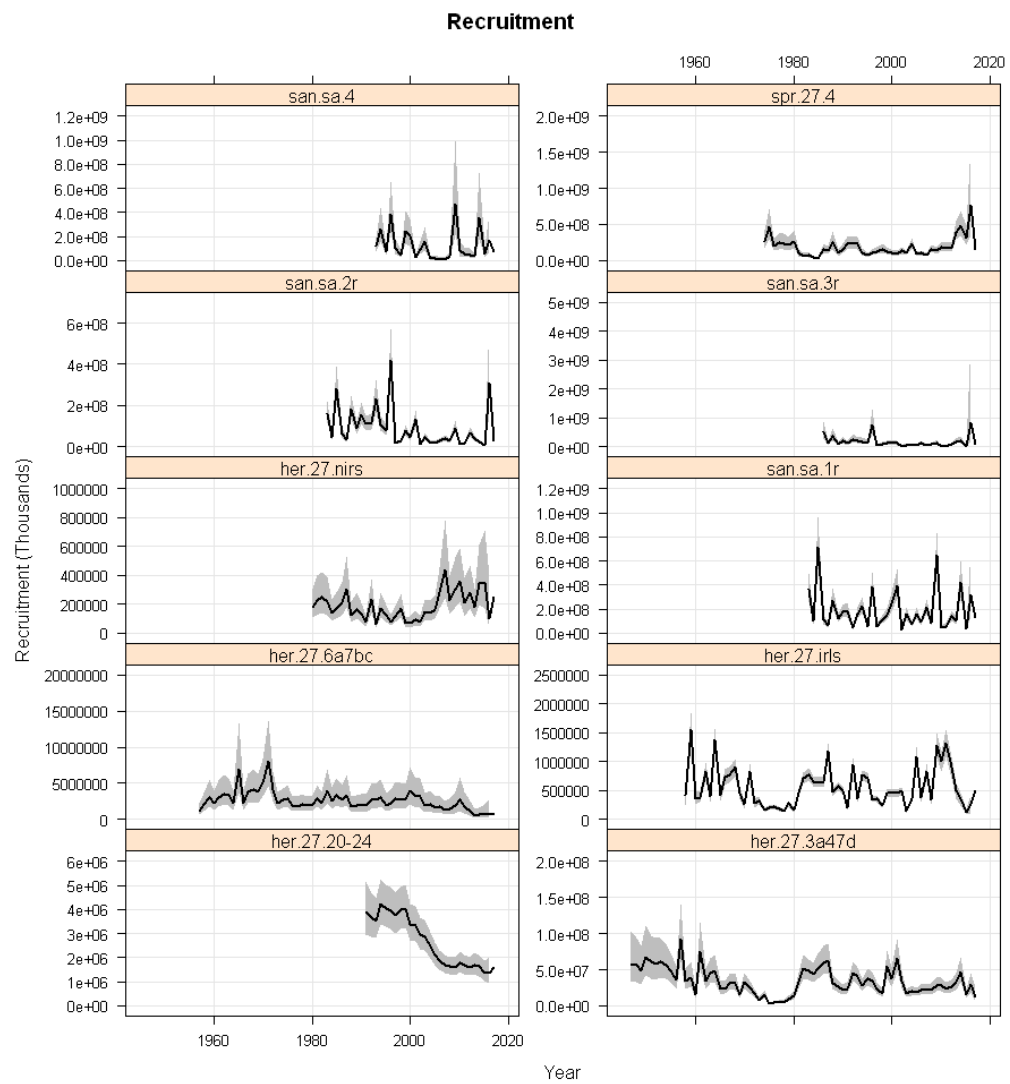 Recruitment
1960 1980 2000 2020
san.sa.4 spr.27.4
1.2e+09 2.0e+09
1.0e+09 1.5e+09
8.0e+08 1.0e+09
6.0e+08 5.0e+08
4.0e+08 0.0e+00
2.0e+08
0.0e+00
san.sa.2r san.sa.3r
6e+08 5e+09
4e+08 4e+09
2e+08 3e+09
0e+00 2e+09
1e+09
0e+00
her.27.nirs san.sa.1r
1000000 1.2e+09
800000 1.0e+09
600000 8.0e+08
400000 6.0e+08
200000 4.0e+08
0 2.0e+08
0.0e+00
her.27.6a7bc her.27.irls
20000000 2500000
15000000 2000000
10000000 1500000
5000000 1000000
0 500000
0
her.27.20-24 her.27.3a47d
6e+06 2.0e+08
5e+06 1.5e+08
4e+06 1.0e+08
3e+06 5.0e+07
2e+06 0.0e+00
1e+06
0e+00
1960 1980 2000 2020
Recruitment (Thousands)
Year